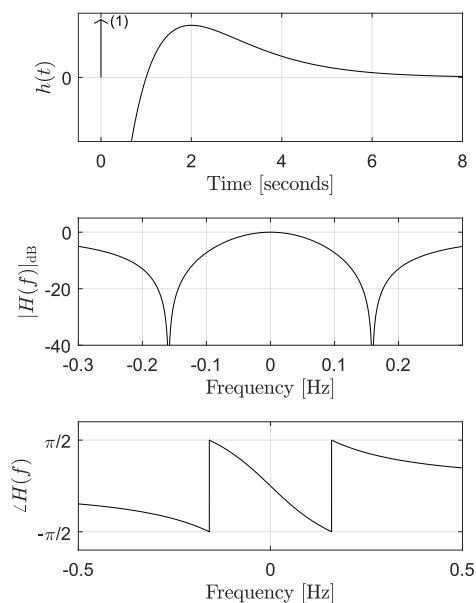 (1)
h(t)
0
0 2 4 6 8
Time [seconds]
|H(f)|dB
0
-20
-40
-0.3 -0.2 -0.1 0 0.1 0.2
Frequency [Hz]
∠H(f)
π/2
-π/2
-0.5 0 0.5
Frequency [Hz]